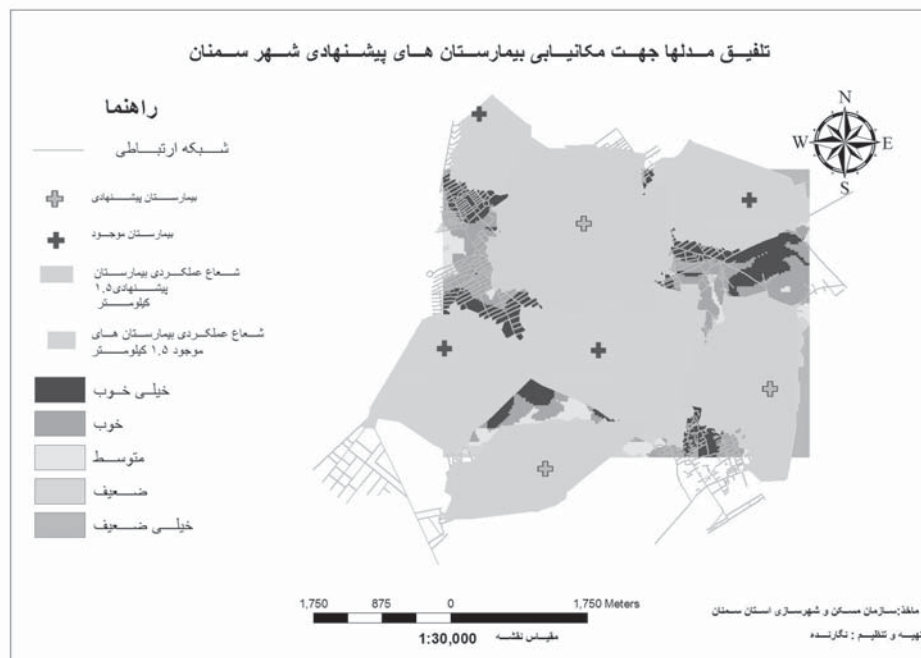 تلفیق مدلها جهت مکانیابی بیمارستان های پیشنهادی شهر سمنان
راهنما
شبکه ارتباطی
بیمارستان پیشنهادی
بیمارستان موجود
شعاع عملکردی بیمارستان
پیشنهادی۱.۵
کیلومتر
شعاع عملکردی بیمارستان های
موجود ۱.۵ کیلومتر
خیلی خوب
خوب
متوسط
ضعیف
خیلی ضعیف
N
W E
S
1,750 875 0 1,750 Meters
مقیاس نقشه 1:30,000
ماخذ:سازمان مسکن و شهرسازی استان سمنان
تهیه و تنظیم : نگارنده